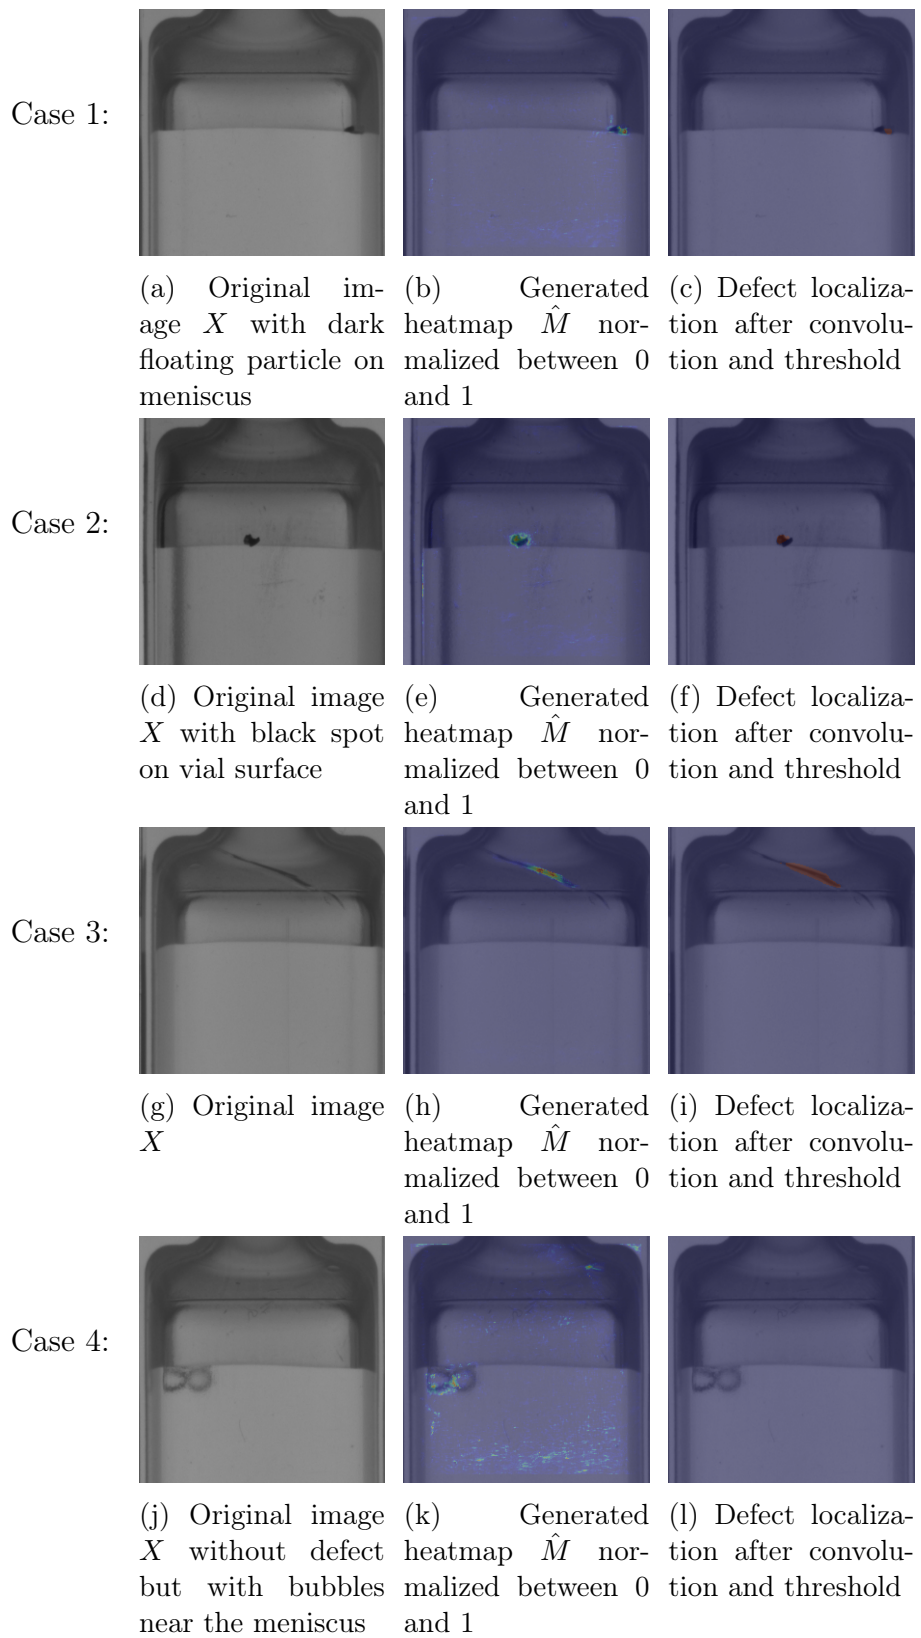 Case 1:
(a) Original im-
age X with dark
floating particle on
meniscus
(b) Generated
heatmap M̂ nor-
malized between 0
and 1
(c) Defect localiza-
tion after convolu-
tion and threshold
Case 2:
(d) Original image
X with black spot
on vial surface
(e) Generated
heatmap M̂ nor-
malized between 0
and 1
(f) Defect localiza-
tion after convolu-
tion and threshold
Case 3:
(g) Original image
X
(h) Generated
heatmap M̂ nor-
malized between 0
and 1
(i) Defect localiza-
tion after convolu-
tion and threshold
Case 4:
(j) Original image
X without defect
but with bubbles
near the meniscus
(k) Generated
heatmap M̂ nor-
malized between 0
and 1
(l) Defect localiza-
tion after convolu-
tion and threshold